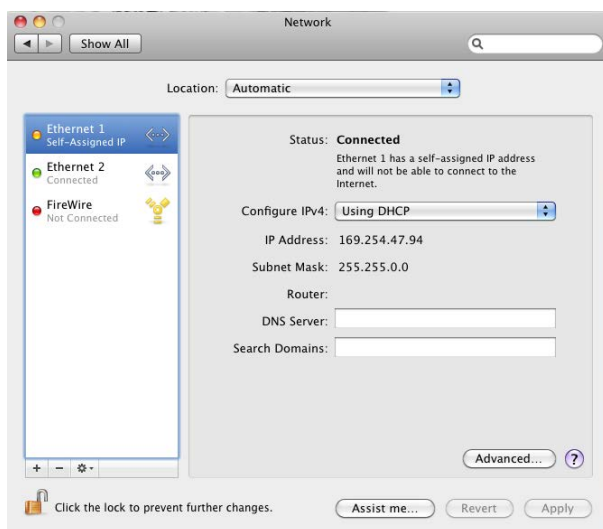 Network
Show All
Location: Automatic
Ethernet 1
Self-Assigned IP
Ethernet 2
Connected
FireWire
Not Connected
Status: Connected
Ethernet 1 has a self-assigned IP address
and will not be able to connect to the
Internet.
Configure IPv4: Using DHCP
IP Address: 169.254.47.94
Subnet Mask: 255.255.0.0
Router:
DNS Server:
Search Domains:
Advanced... ?
Click the lock to prevent further changes.
Assist me... Revert Apply